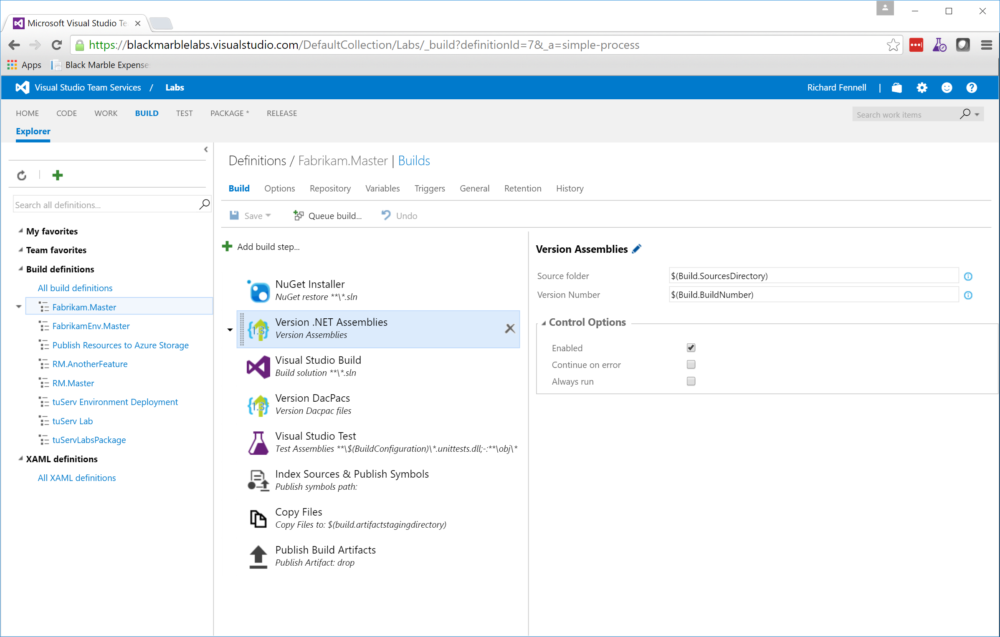 Microsoft Visual Studio Te
https://blackmarblelabs.visualstudio.com/DefaultCollection/Labs/_build?definitionId=7&_a=simple-process
Apps Black Marble Expense
Visual Studio Team Services / Labs
Richard Fennell |
HOME CODE WORK BUILD TEST PACKAGE * RELEASE
Search work items
Explorer
Search all definitions...
My favorites
Team favorites
Build definitions
All build definitions
Fabrikam.Master
FabrikamEnv.Master
Publish Resources to Azure Storage
RM.AnotherFeature
RM.Master
tuServ Environment Deployment
tuServ Lab
tuServLabsPackage
XAML definitions
All XAML definitions
Definitions / Fabrikam.Master | Builds
Build Options Repository Variables Triggers General Retention History
Save Queue build... Undo
Add build step...
NuGet Installer
NuGet restore **\*.sln
Version .NET Assemblies
Version Assemblies
Visual Studio Build
Build solution **\*.sln
Version DacPacs
Version Dacpac files
Visual Studio Test
Test Assemblies **\$(BuildConfiguration)\*.unittests.dll;-:**\obj\*
Index Sources & Publish Symbols
Publish symbols path:
Copy Files
Copy Files to: $(build.artifactstagingdirectory)
Publish Build Artifacts
Publish Artifact: drop
Version Assemblies
Source folder $(Build.SourcesDirectory)
Version Number $(Build.BuildNumber)
Control Options
Enabled
Continue on error
Always run